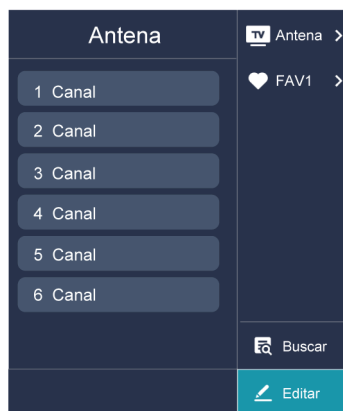 Antena
1 Canal
2 Canal
3 Canal
4 Canal
5 Canal
6 Canal
TV Antena >
FAV1 >
Buscar
Editar